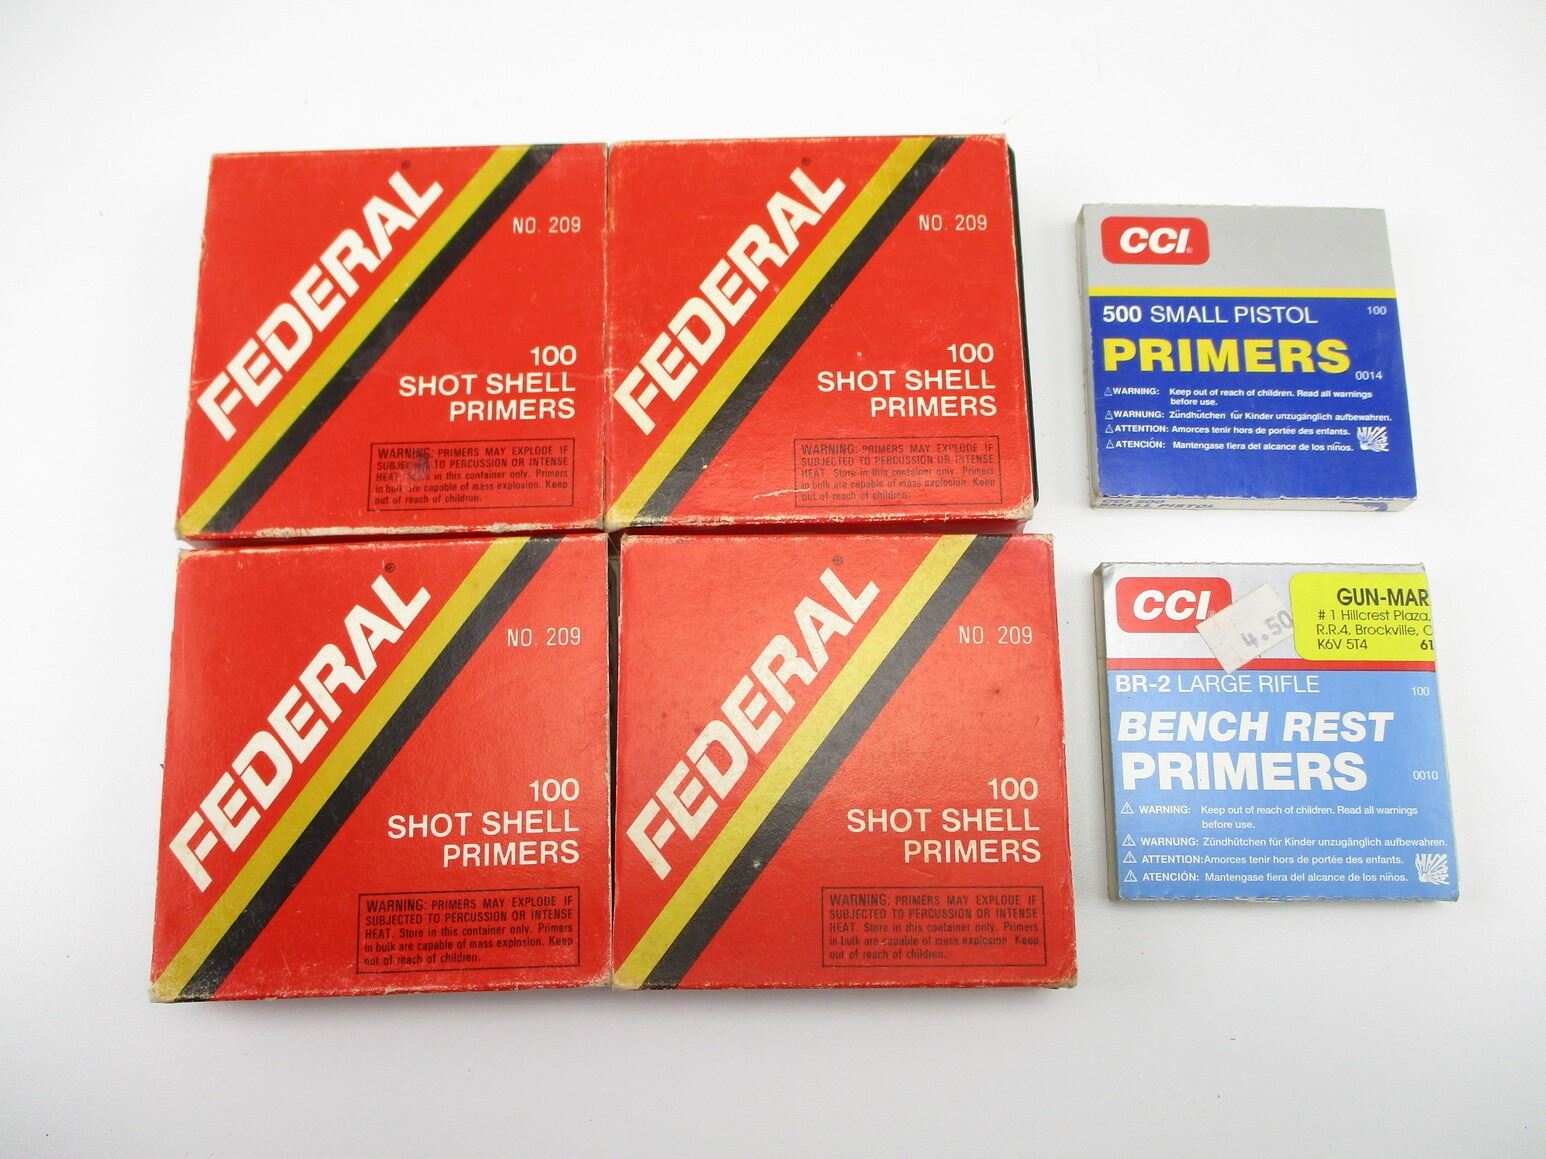 FEDERAL®
NO. 209
100
SHOT SHELL
PRIMERS
WARNING: PRIMERS MAY EXPLODE IF
SUBJECTED TO PERCUSSION OR INTENSE
HEAT. Store in this container only. Primers
in bulk are capable of mass explosion. Keep
out of reach of children.
FEDERAL®
NO. 209
100
SHOT SHELL
PRIMERS
WARNING: PRIMERS MAY EXPLODE IF
SUBJECTED TO PERCUSSION OR INTENSE
HEAT. Store in this container only. Primers
in bulk are capable of mass explosion. Keep
out of reach of children.
CCI®
500 SMALL PISTOL 100
PRIMERS
0014
⚠WARNING: Keep out of reach of children. Read all warnings
before use.
⚠WARNUNG: Zündhütchen für Kinder unzugänglich aufbewahren.
⚠ATTENTION: Amorces tenir hors de portée des enfants.
⚠ATENCIÓN: Mantengase fiera del alcance de los niños.
CCI 500
SMALL PISTOL
FEDERAL®
NO. 209
100
SHOT SHELL
PRIMERS
WARNING: PRIMERS MAY EXPLODE IF
SUBJECTED TO PERCUSSION OR INTENSE
HEAT. Store in this container only. Primers
in bulk are capable of mass explosion. Keep
out of reach of children.
FEDERAL®
NO. 209
100
SHOT SHELL
PRIMERS
WARNING: PRIMERS MAY EXPLODE IF
SUBJECTED TO PERCUSSION OR INTENSE
HEAT. Store in this container only. Primers
in bulk are capable of mass explosion. Keep
out of reach of children.
CCI®
4.50
GUN-MAR
# 1 Hillcrest Plaza,
R.R.4, Brockville, O
K6V 5T4 61
BR-2 LARGE RIFLE 100
BENCH REST
PRIMERS 0010
⚠ WARNING: Keep out of reach of children. Read all warnings
before use.
⚠ WARNUNG: Zündhütchen für Kinder unzugänglich aufbewahren.
⚠ ATTENTION: Amorces tenir hors de portée des enfants.
⚠ ATENCIÓN: Mantengase fiera del alcance de los niños.